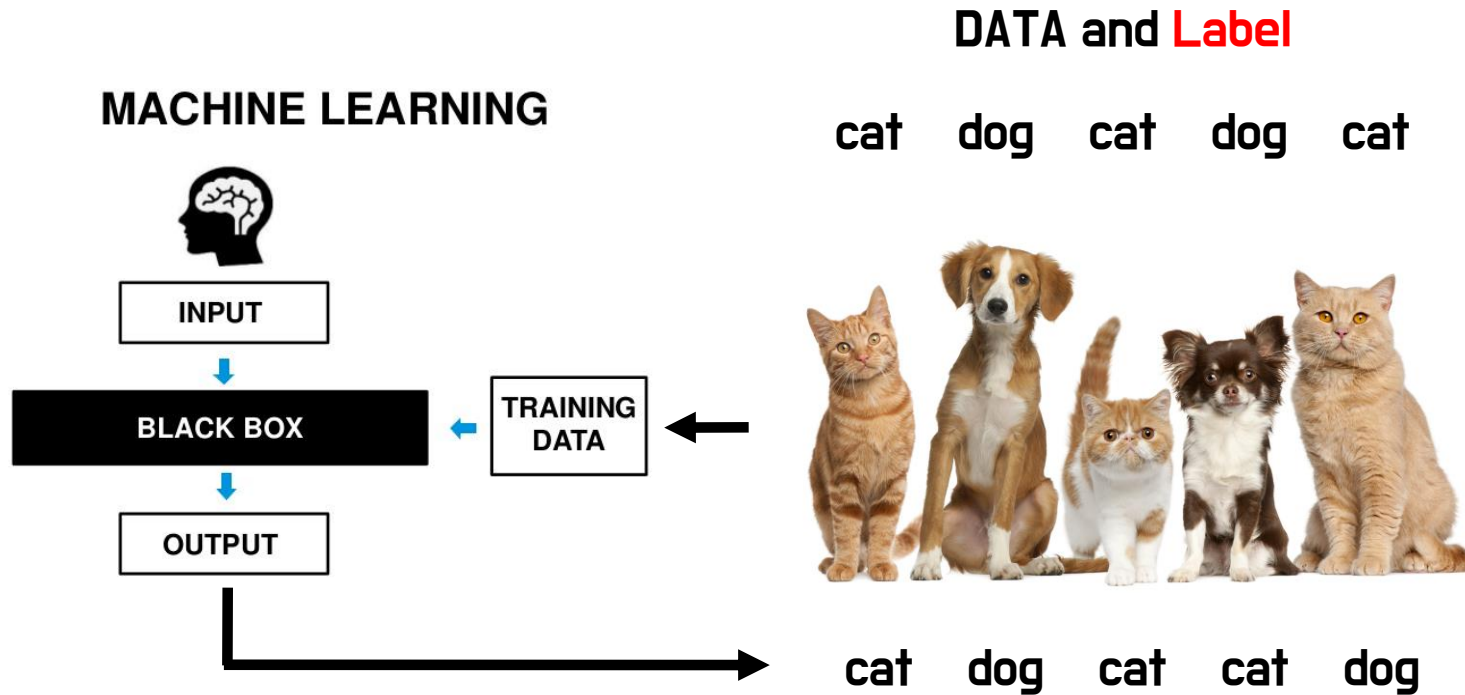 DATA and Label
MACHINE LEARNING
cat dog cat dog cat
INPUT
BLACK BOX
TRAINING
DATA
OUTPUT
cat dog cat cat dog